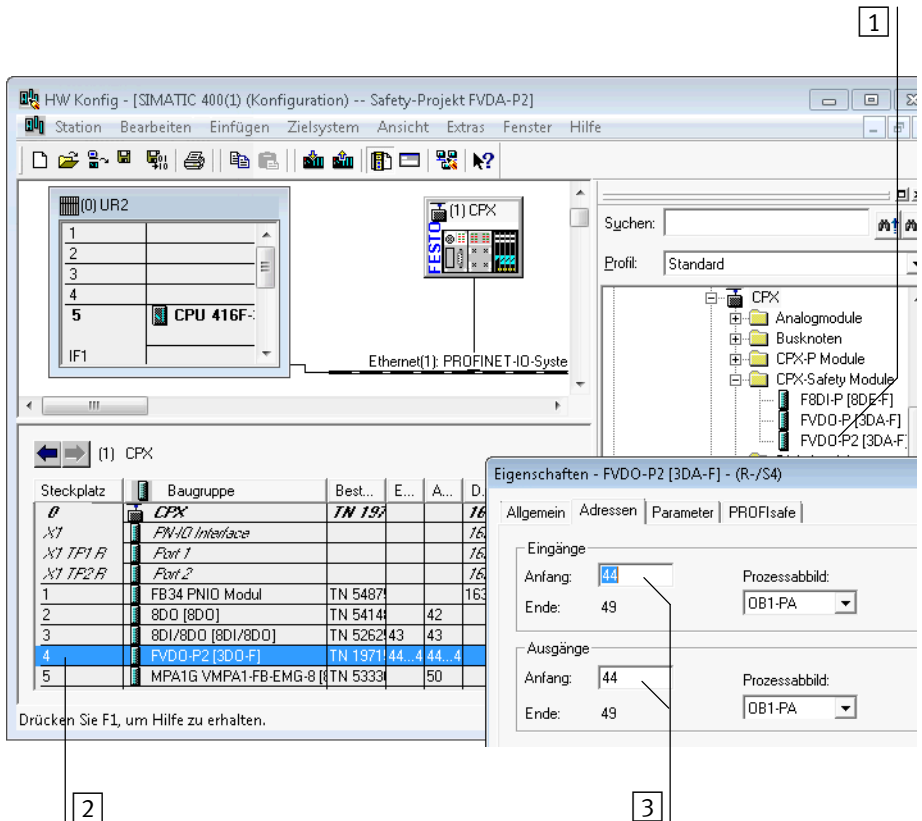 1
HW Konfig - [SIMATIC 400(1) (Konfiguration) -- Safety-Projekt FVDA-P2]
Station Bearbeiten Einfügen Zielsystem Ansicht Extras Fenster Hilfe
(0) UR2
1
2
3
4
5 CPU 416F-
IF1
(1) CPX
FESTO
Ethernet(1): PROFINET-IO-Syste
Suchen:
Profil: Standard
CPX
Analogmodule
Busknoten
CPX-P Module
CPX-Safety Module
F8DI-P [8DE-F]
FVDO-P [3DA-F]
FVDO-P2 [3DA-F]
(1) CPX
Steckplatz Baugruppe Best... E... A... D.
0 CPX TN 197 16
X1 PN-IO Interface 16
X1 TP1 R Port 1 16
X1 TP2 R Port 2 16
1 FB34 PNIO Modul TN 5487 163
2 8DO [8DO] TN 5414 42
3 8DI/8DO [8DI/8DO] TN 5262 43 43
4 FVDO-P2 [3DO-F] TN 1971 44...4 44...4
5 MPA1G VMPA1-FB-EMG-8 [8 TN 5333 50
Drücken Sie F1, um Hilfe zu erhalten.
Eigenschaften - FVDO-P2 [3DA-F] - (R-/S4)
Allgemein Adressen Parameter PROFIsafe
Eingänge
Anfang: 44 Prozessabbild:
Ende: 49 OB1-PA
Ausgänge
Anfang: 44 Prozessabbild:
Ende: 49 OB1-PA
2
3